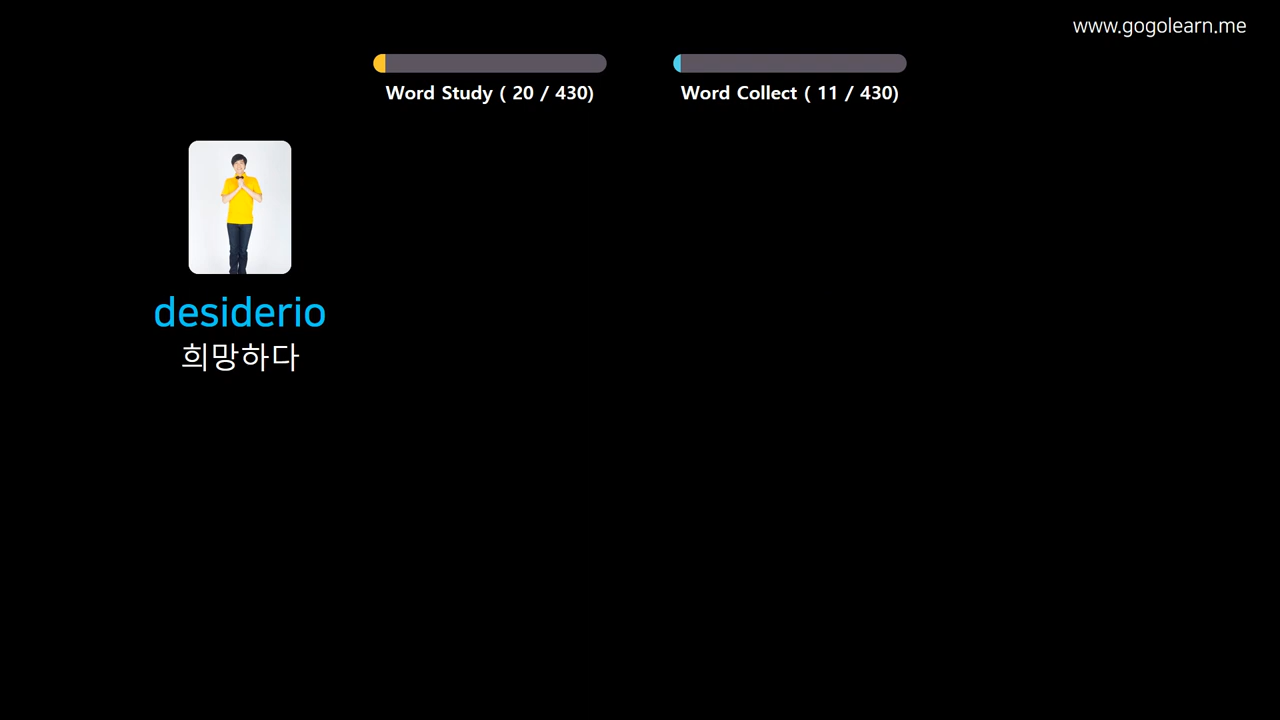 www.gogolearn.me
Word Study ( 20 / 430)
Word Collect ( 11 / 430)
desiderio
희망하다